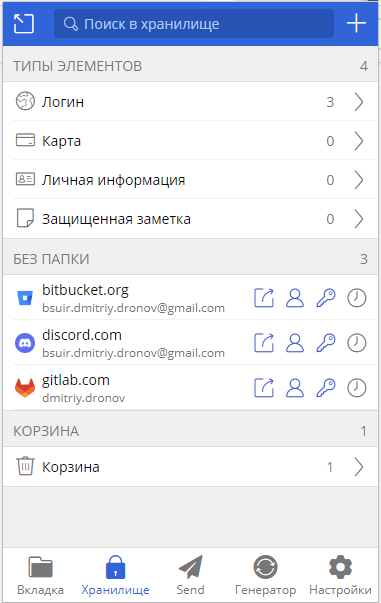 Поиск в хранилище
ТИПЫ ЭЛЕМЕНТОВ 4
Логин 3
Карта 0
Личная информация 0
Защищенная заметка 0
БЕЗ ПАПКИ 3
bitbucket.org
bsuir.dmitriy.dronov@gmail.com
discord.com
bsuir.dmitriy.dronov@gmail.com
gitlab.com
dmitriy.dronov
КОРЗИНА 1
Корзина 1
Вкладка Хранилище Send Генератор Настройки